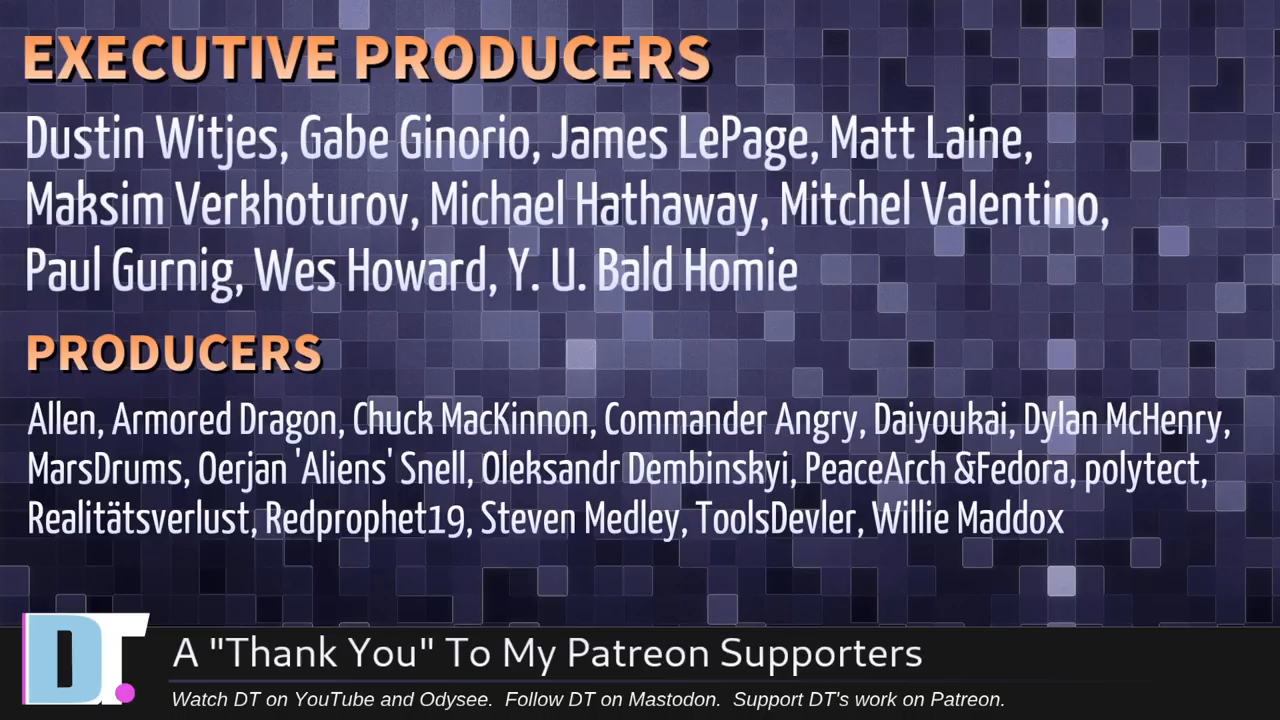 EXECUTIVE PRODUCERS
Dustin Witjes, Gabe Ginorio, James LePage, Matt Laine,
Maksim Verkhoturov, Michael Hathaway, Mitchel Valentino,
Paul Gurnig, Wes Howard, Y. U. Bald Homie
PRODUCERS
Allen, Armored Dragon, Chuck MacKinnon, Commander Angry, Daiyoukai, Dylan McHenry,
MarsDrums, Oerjan 'Aliens' Snell, Oleksandr Dembinskyi, PeaceArch &Fedora, polytect,
Realitätsverlust, Redprophet19, Steven Medley, ToolsDevler, Willie Maddox
DT.
A "Thank You" To My Patreon Supporters
Watch DT on YouTube and Odysee. Follow DT on Mastodon. Support DT's work on Patreon.